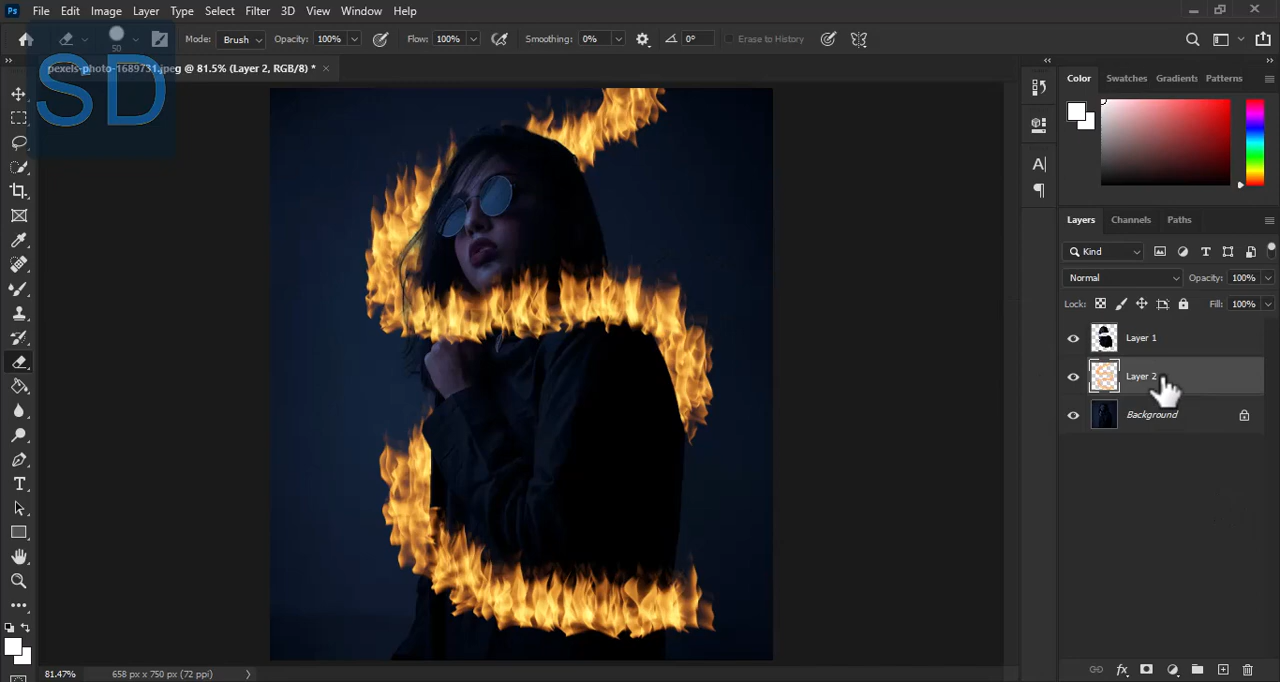 Ps File Edit Image Layer Type Select Filter 3D View Window Help
50 Mode: Brush Opacity: 100% Flow: 100% Smoothing: 0% 0° Erase to History
pexels-photo-1689731.jpeg @ 81.5% (Layer 2, RGB/8) * ×
SD
Color Swatches Gradients Patterns
Layers Channels Paths
Kind
Normal Opacity: 100%
Lock: Fill: 100%
Layer 1
Layer 2
Background
81.47% 658 px x 750 px (72 ppi)